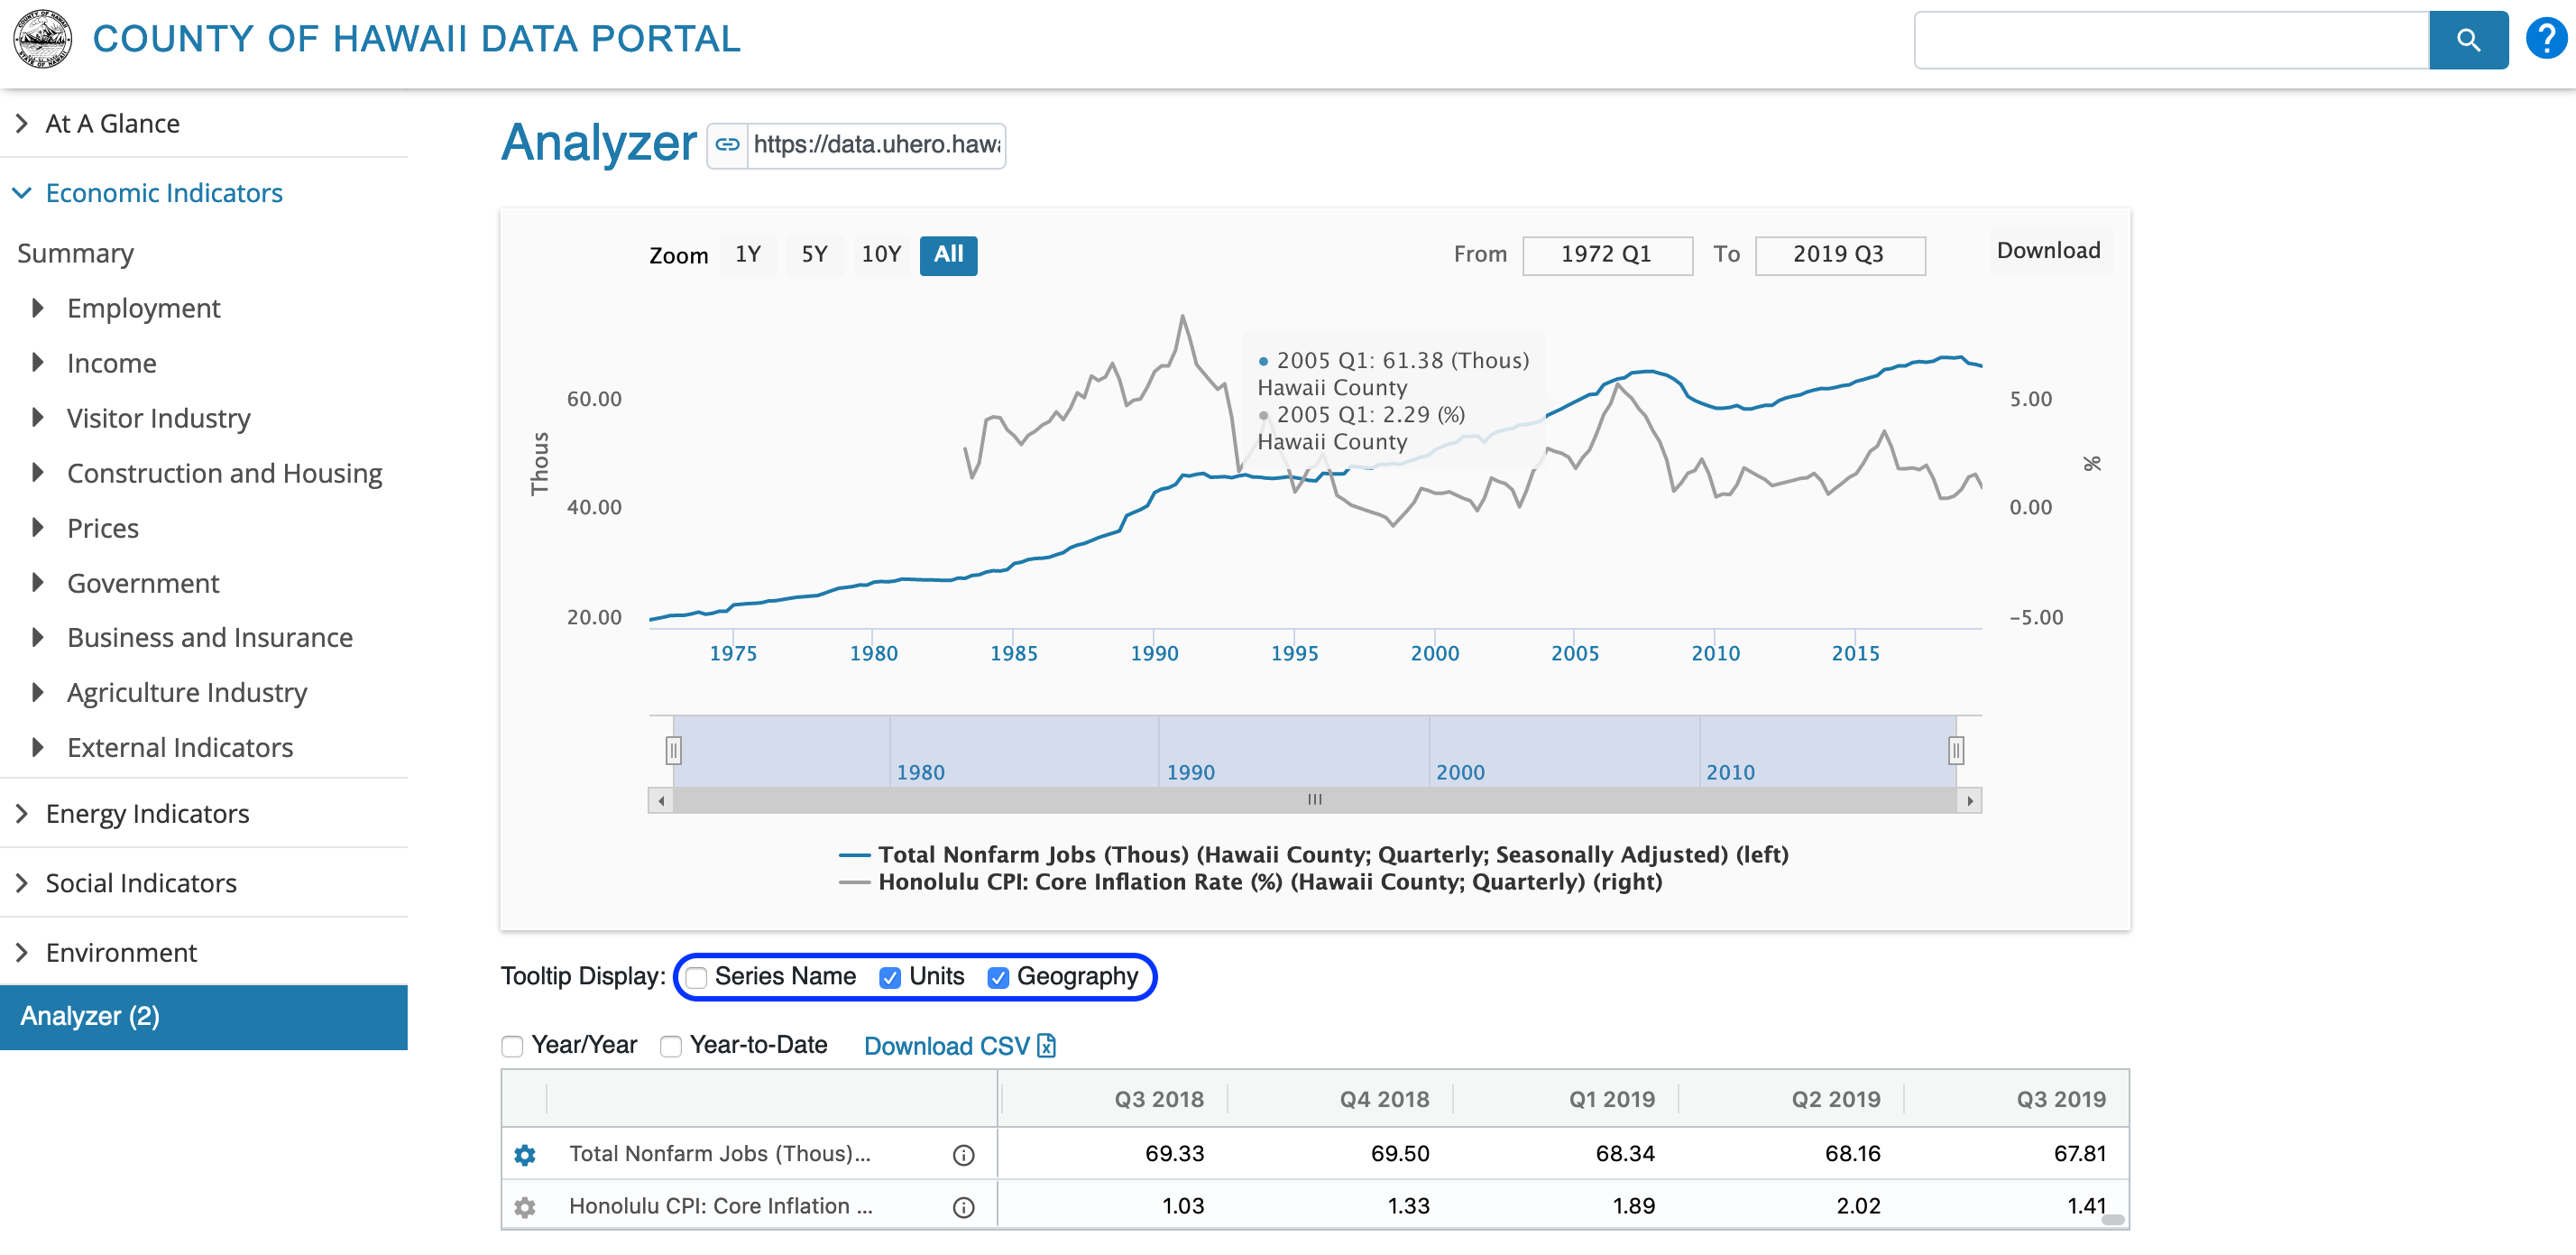 COUNTY OF HAWAII DATA PORTAL
?
At A Glance
Economic Indicators
Summary
Employment
Income
Visitor Industry
Construction and Housing
Prices
Government
Business and Insurance
Agriculture Industry
External Indicators
Energy Indicators
Social Indicators
Environment
Analyzer (2)
Analyzer https://data.uhero.hawa
Zoom 1Y 5Y 10Y All From 1972 Q1 To 2019 Q3 Download
2005 Q1: 61.38 (Thous)
Hawaii County
2005 Q1: 2.29 (%)
Hawaii County
Thous
60.00
40.00
20.00
%
5.00
0.00
−5.00
1975 1980 1985 1990 1995 2000 2005 2010 2015
1980 1990 2000 2010
Total Nonfarm Jobs (Thous) (Hawaii County; Quarterly; Seasonally Adjusted) (left)
Honolulu CPI: Core Inflation Rate (%) (Hawaii County; Quarterly) (right)
Tooltip Display: Series Name Units Geography
Year/Year Year-to-Date Download CSV
Q3 2018 Q4 2018 Q1 2019 Q2 2019 Q3 2019
Total Nonfarm Jobs (Thous)... 69.33 69.50 68.34 68.16 67.81
Honolulu CPI: Core Inflation ... 1.03 1.33 1.89 2.02 1.41